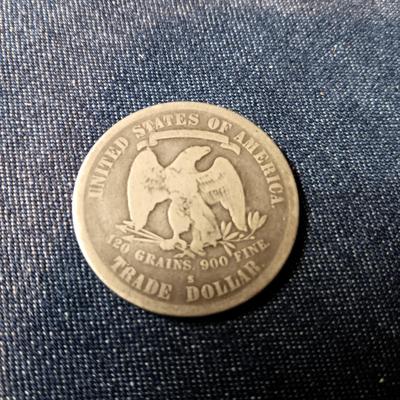 UNITED STATES OF AMERICA
420 GRAINS, 900 FINE.
S
TRADE DOLLAR.